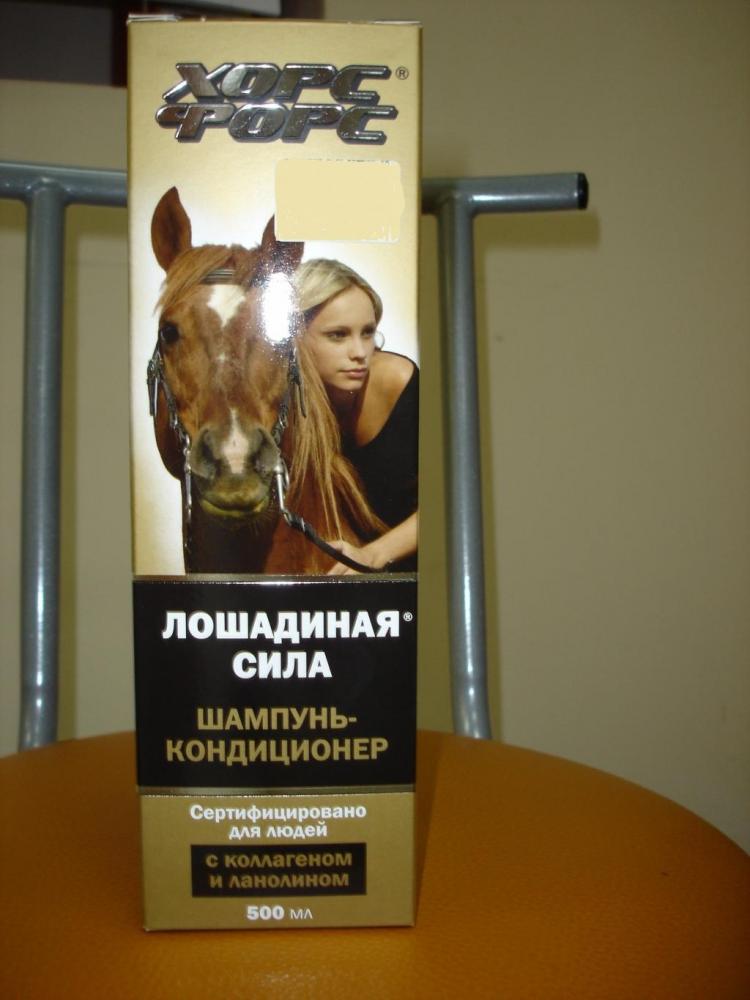 ХОРС®
ФОРС
ЛОШАДИНАЯ®
СИЛА
ШАМПУНЬ-
КОНДИЦИОНЕР
Сертифицировано
для людей
с коллагеном
и ланолином
500 мл